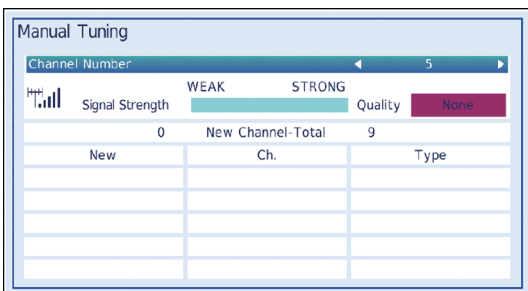 Manual Tuning
Channel Number 5
WEAK STRONG
Signal Strength Quality None
0 New Channel-Total 9
New Ch. Type